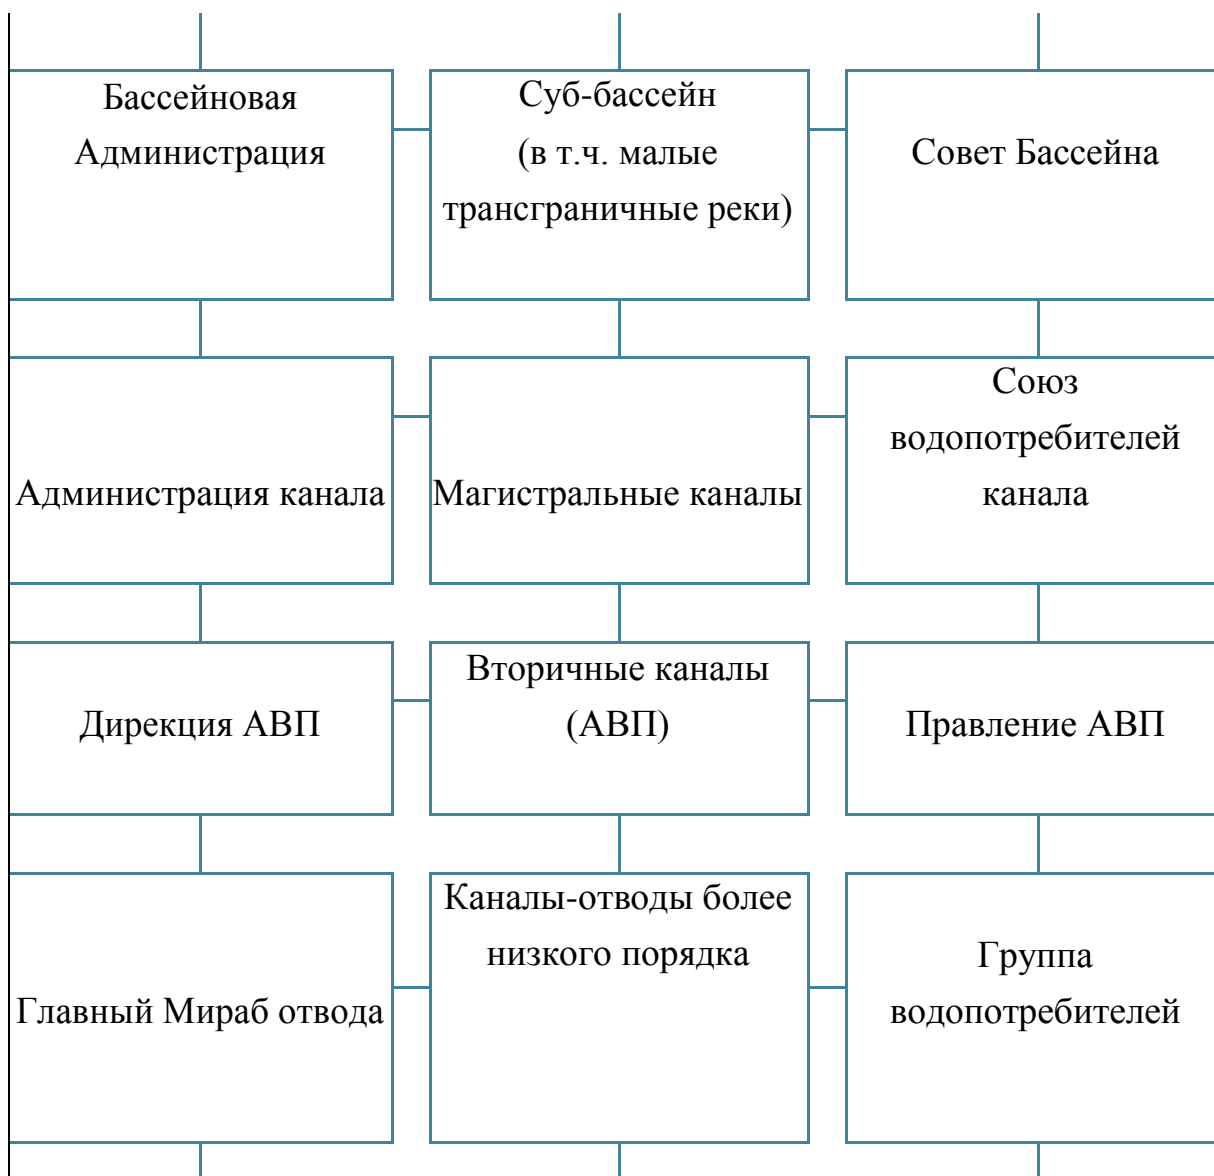 Бассейновая
Администрация
Суб-бассейн
(в т.ч. малые
трансграничные реки)
Совет Бассейна
Администрация канала
Магистральные каналы
Союз
водопотребителей
канала
Дирекция АВП
Вторичные каналы
(АВП)
Правление АВП
Главный Мираб отвода
Каналы-отводы более
низкого порядка
Группа
водопотребителей